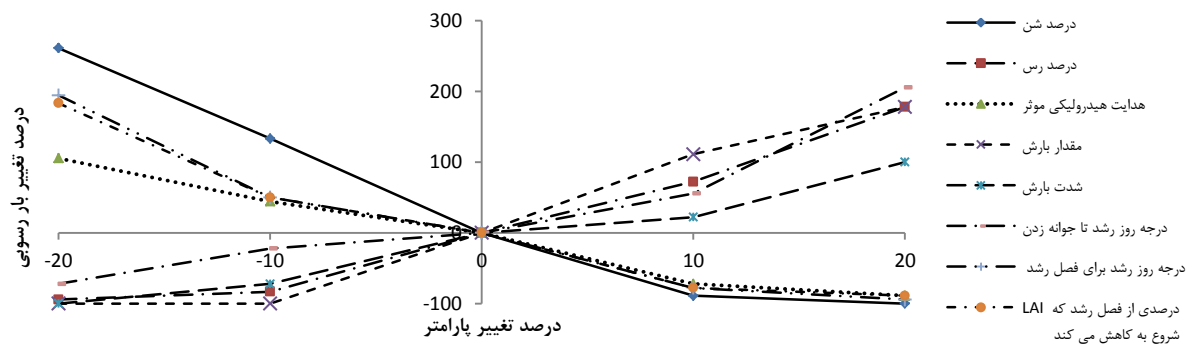 300
200
100
0
-100
-20
-10
0
10
20
درصد تغییر بار رسوبی
درصد تغییر پارامتر
درصد شن
درصد رس
هدایت هیدرولیکی موثر
مقدار بارش
شدت بارش
درجه روز رشد تا جوانه زدن
درجه روز رشد برای فصل رشد
درصدی از فصل رشد که LAI
شروع به کاهش می کند